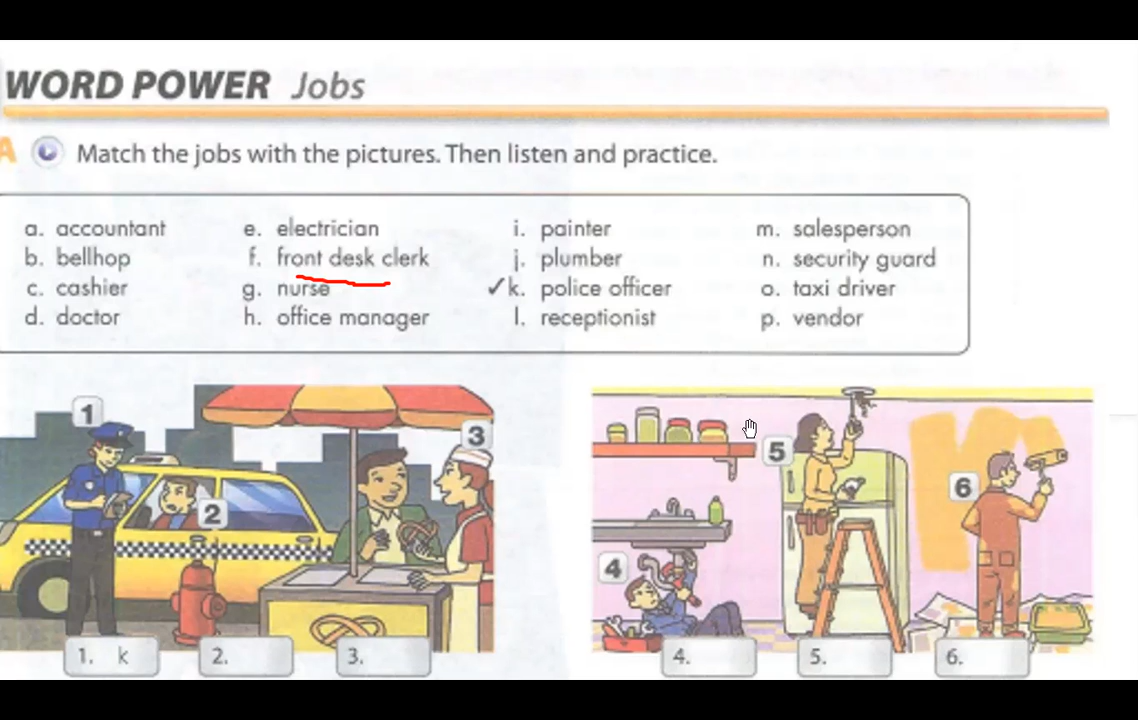 WORD POWER Jobs
A Match the jobs with the pictures. Then listen and practice.
a. accountant e. electrician i. painter m. salesperson
b. bellhop f. front desk clerk j. plumber n. security guard
c. cashier g. nurse ✓k. police officer o. taxi driver
d. doctor h. office manager l. receptionist p. vendor
1
2
3
4
5
6
1. k 2. 3. 4. 5. 6.